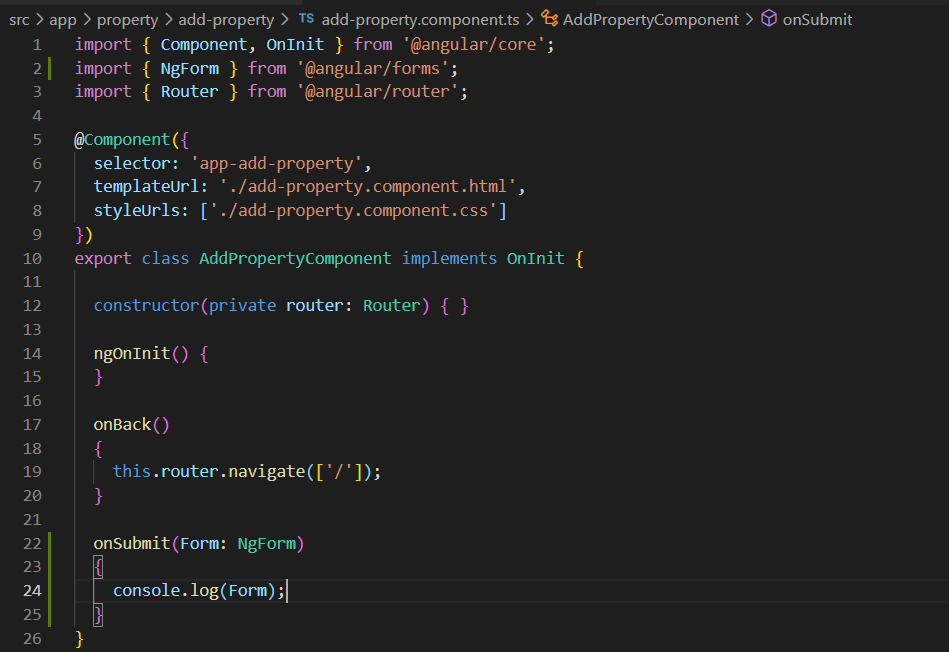 src > app > property > add-property > TS add-property.component.ts > AddPropertyComponent > onSubmit
1 import { Component, OnInit } from '@angular/core';
2 import { NgForm } from '@angular/forms';
3 import { Router } from '@angular/router';
4
5 @Component({
6   selector: 'app-add-property',
7   templateUrl: './add-property.component.html',
8   styleUrls: ['./add-property.component.css']
9 })
10 export class AddPropertyComponent implements OnInit {
11
12   constructor(private router: Router) { }
13
14   ngOnInit() {
15   }
16
17   onBack()
18   {
19     this.router.navigate(['/']);
20   }
21
22   onSubmit(Form: NgForm)
23   {
24     console.log(Form);
25   }
26 }